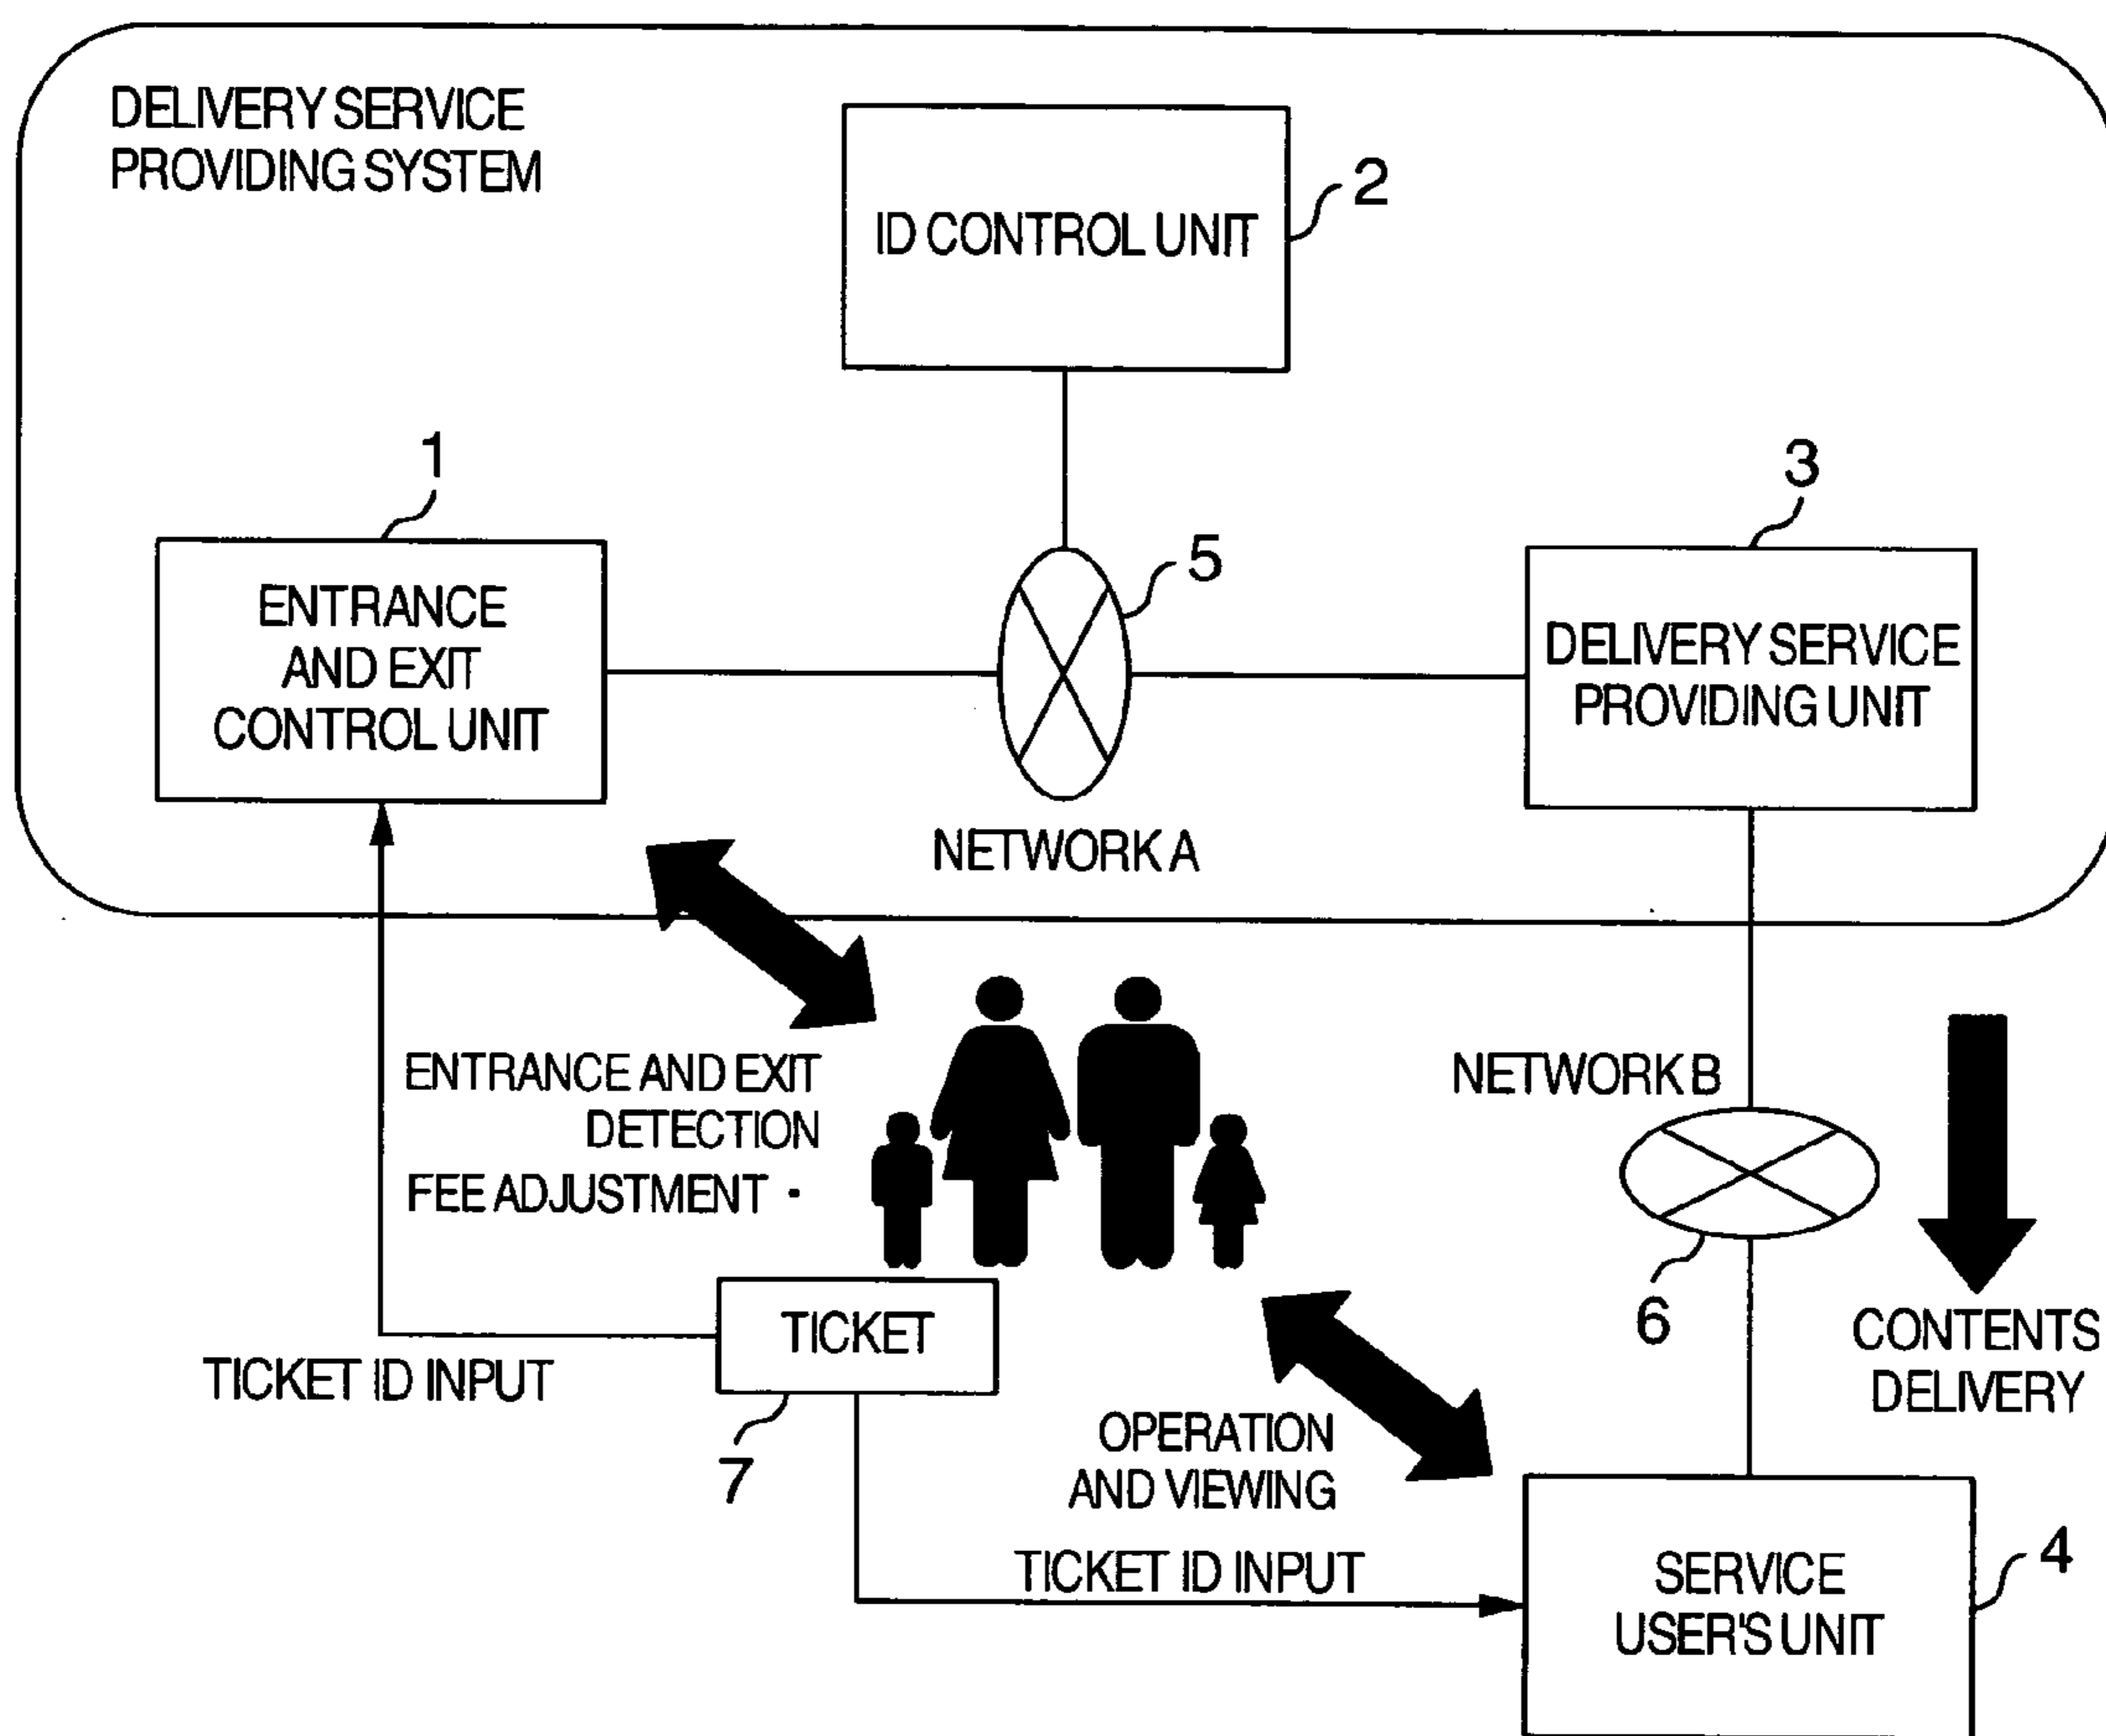 DELIVERY SERVICE
PROVIDING SYSTEM
ID CONTROL UNIT
2
1
ENTRANCE
AND EXIT
CONTROL UNIT
5
3
DELIVERY SERVICE
PROVIDING UNIT
NETWORK A
ENTRANCE AND EXIT
DETECTION
FEE ADJUSTMENT ·
NETWORK B
6
CONTENTS
DELIVERY
TICKET
TICKET ID INPUT
7
OPERATION
AND VIEWING
TICKET ID INPUT
SERVICE
USER'S UNIT
4